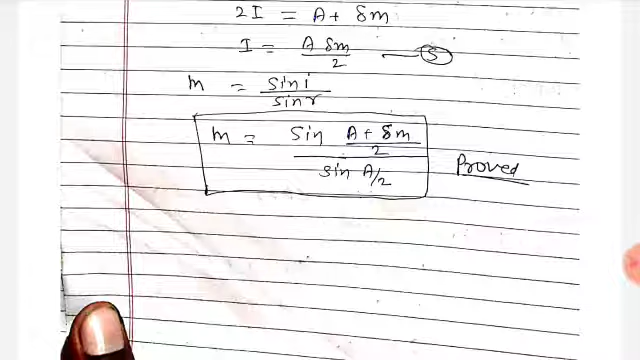 2I = A + δm
I = A δm / 2 — (5)
m = sin i / sin r
m = sin (A + δm)/2 / sin A/2 Proved